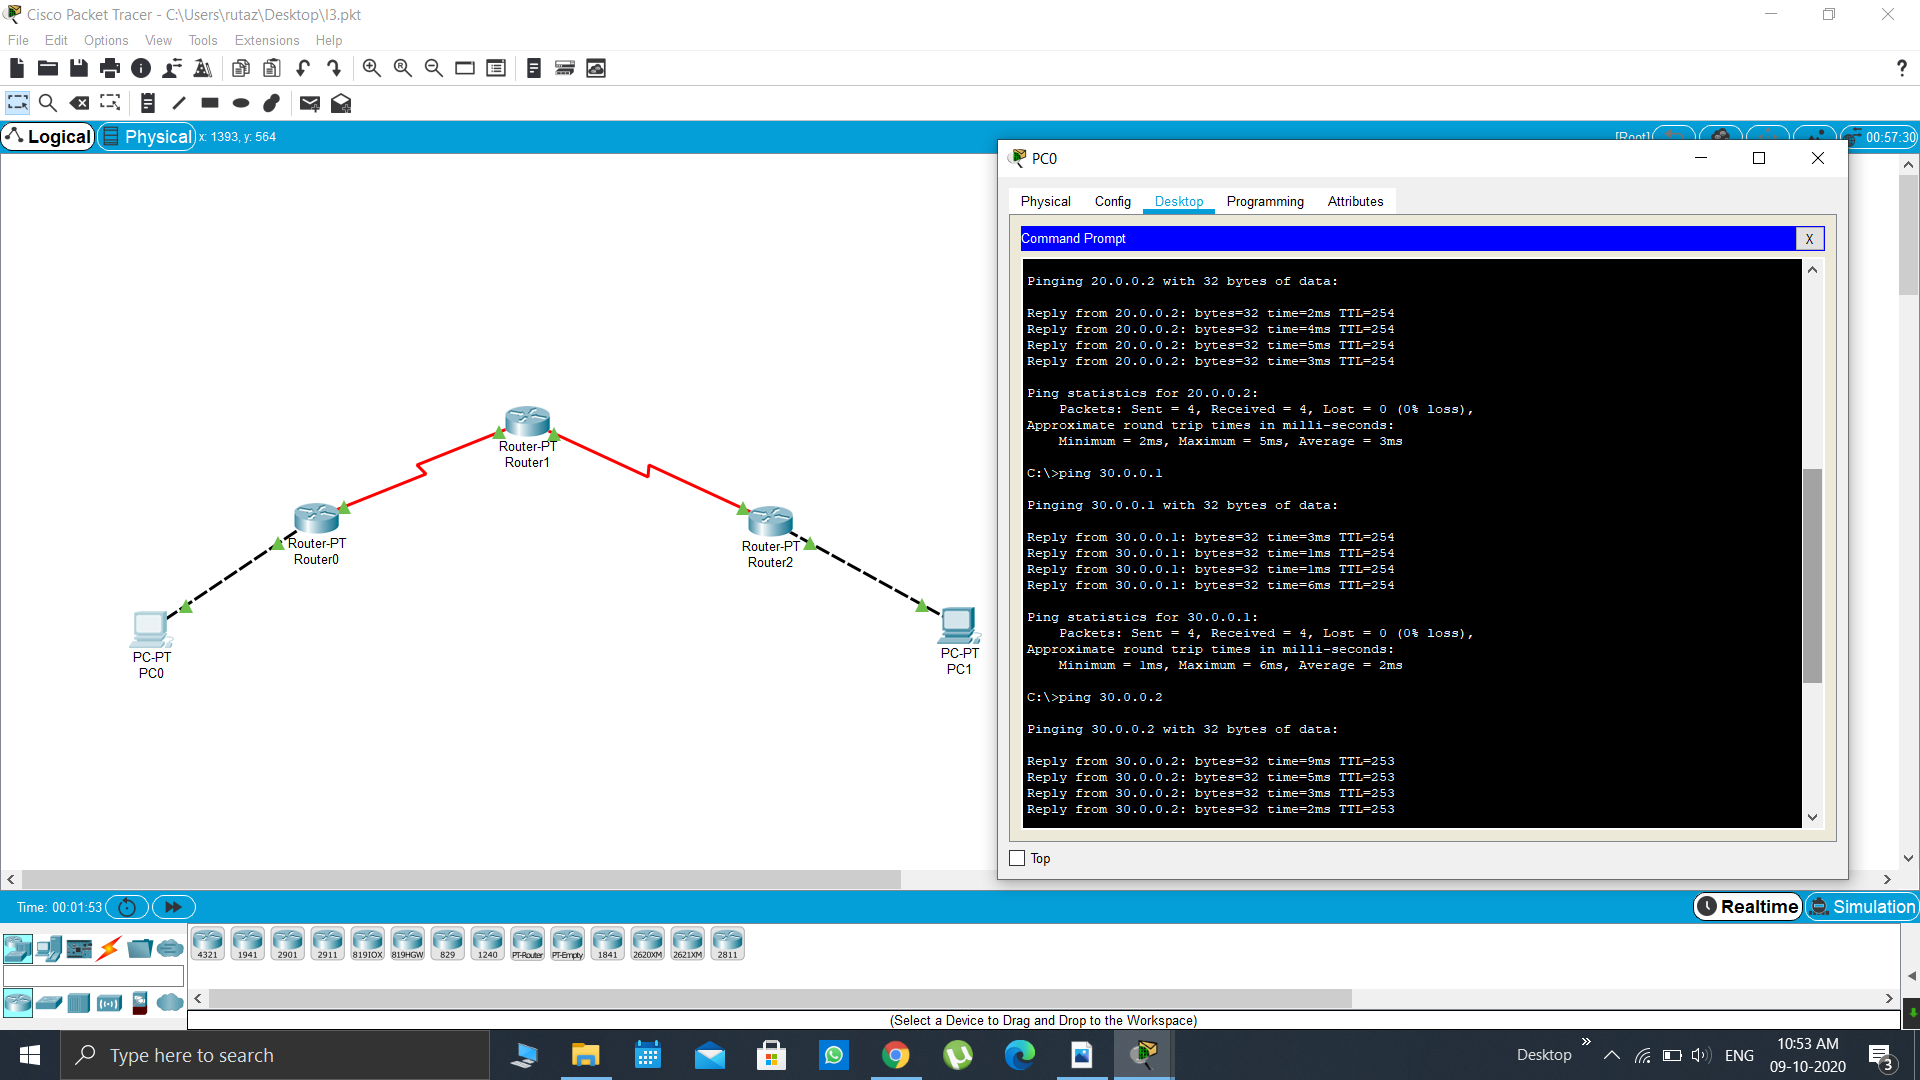 Cisco Packet Tracer - C:\Users\rutaz\Desktop\l3.pkt
File Edit Options View Tools Extensions Help
?
Logical Physical x: 1393, y: 564
[Root] 00:57:30
Router-PT
Router1
Router-PT
Router0
Router-PT
Router2
PC-PT
PC0
PC-PT
PC1
PC0
Physical Config Desktop Programming Attributes
Command Prompt X
Pinging 20.0.0.2 with 32 bytes of data:
Reply from 20.0.0.2: bytes=32 time=2ms TTL=254
Reply from 20.0.0.2: bytes=32 time=4ms TTL=254
Reply from 20.0.0.2: bytes=32 time=5ms TTL=254
Reply from 20.0.0.2: bytes=32 time=3ms TTL=254
Ping statistics for 20.0.0.2:
Packets: Sent = 4, Received = 4, Lost = 0 (0% loss),
Approximate round trip times in milli-seconds:
Minimum = 2ms, Maximum = 5ms, Average = 3ms
C:\>ping 30.0.0.1
Pinging 30.0.0.1 with 32 bytes of data:
Reply from 30.0.0.1: bytes=32 time=3ms TTL=254
Reply from 30.0.0.1: bytes=32 time=1ms TTL=254
Reply from 30.0.0.1: bytes=32 time=1ms TTL=254
Reply from 30.0.0.1: bytes=32 time=6ms TTL=254
Ping statistics for 30.0.0.1:
Packets: Sent = 4, Received = 4, Lost = 0 (0% loss),
Approximate round trip times in milli-seconds:
Minimum = 1ms, Maximum = 6ms, Average = 2ms
C:\>ping 30.0.0.2
Pinging 30.0.0.2 with 32 bytes of data:
Reply from 30.0.0.2: bytes=32 time=9ms TTL=253
Reply from 30.0.0.2: bytes=32 time=5ms TTL=253
Reply from 30.0.0.2: bytes=32 time=3ms TTL=253
Reply from 30.0.0.2: bytes=32 time=2ms TTL=253
Top
Time: 00:01:53
Realtime Simulation
4321 1941 2901 2911 819IOX 819HGW 829 1240 PT-Router PT-Empty 1841 2620XM 2621XM 2811
(Select a Device to Drag and Drop to the Workspace)
Type here to search
Desktop » ENG
10:53 AM
09-10-2020
3